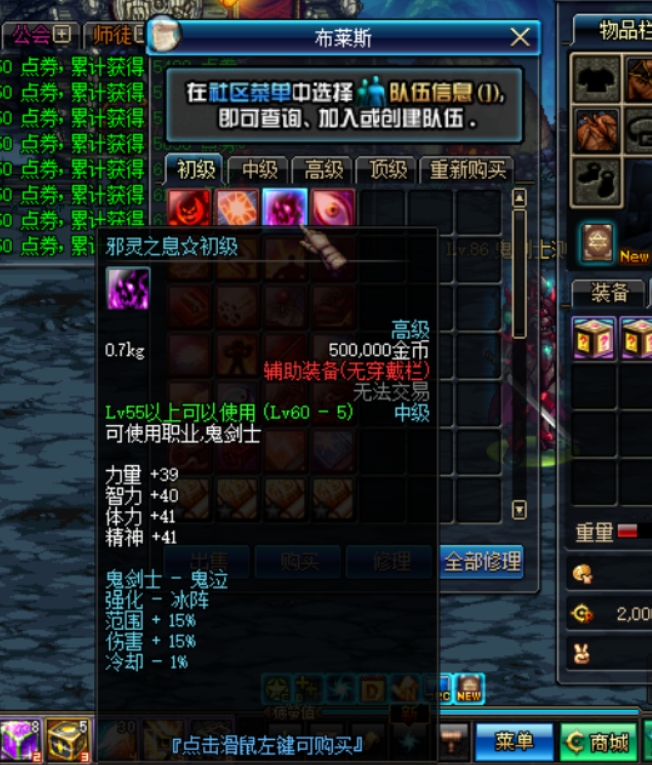 公会
师徒
布莱斯
物品栏
50 点券，累计获得
50 点券，累计获得
50 点券，累计获得
50 点券，累计获得
50 点券，累计获得
50 点券，累计获得
50 点券，累计获得
50 点券，累计
在社区菜单中选择 队伍信息(J)，
即可查询、加入或创建队伍．
初级 中级 高级 顶级 重新购买
邪灵之息☆初级
Lv.86 鬼剑士
New
装备
高级
0.7kg 500,000金币
辅助装备(无穿戴栏)
无法交易
Lv55以上可以使用 (Lv60 - 5) 中级
可使用职业,鬼剑士
力量 +39
智力 +40
体力 +41
精神 +41
重量
出售 购买 修理 全部修理
鬼剑士 - 鬼泣
强化 - 冰阵
范围 + 15%
伤害 + 15%
冷却 - 1%
2,00
NEW
8 2 5 3 30
『点击滑鼠左键可购买』
菜单 商城